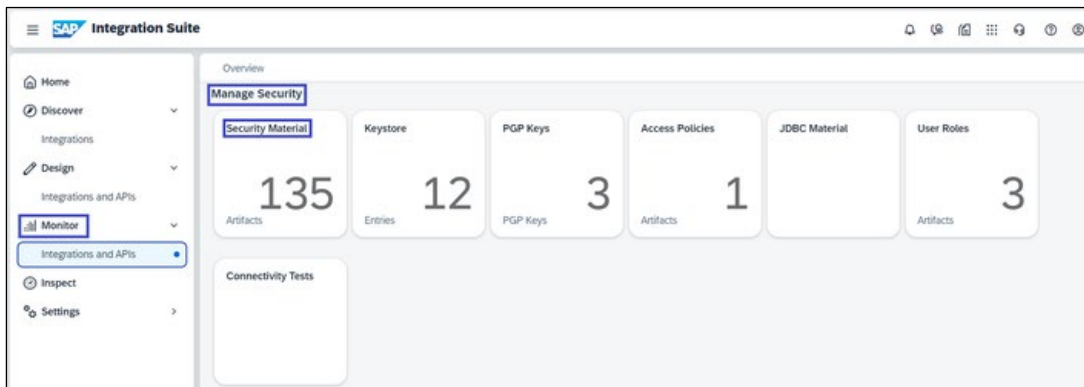 SAP Integration Suite
Home
Discover
Integrations
Design
Integrations and APIs
Monitor
Integrations and APIs
Inspect
Settings
Overview
Manage Security
Security Material
135
Artifacts
Keystore
12
Entries
PGP Keys
3
PGP Keys
Access Policies
1
Artifacts
JDBC Material
User Roles
3
Artifacts
Connectivity Tests